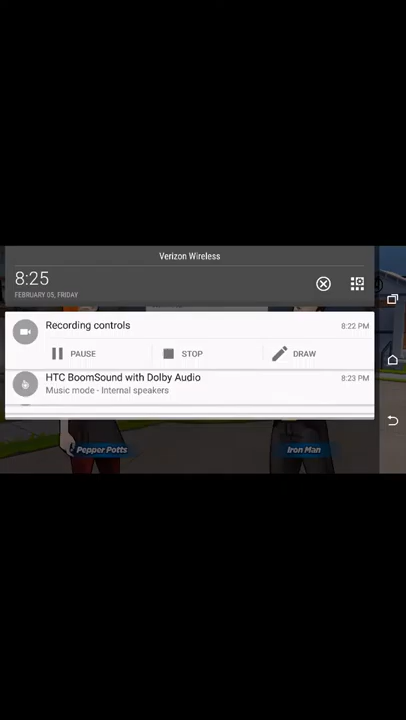 Verizon Wireless
8:25
FEBRUARY 05, FRIDAY
Recording controls
8:22 PM
PAUSE STOP DRAW
HTC BoomSound with Dolby Audio
8:23 PM
Music mode - Internal speakers
Pepper Potts
Iron Man